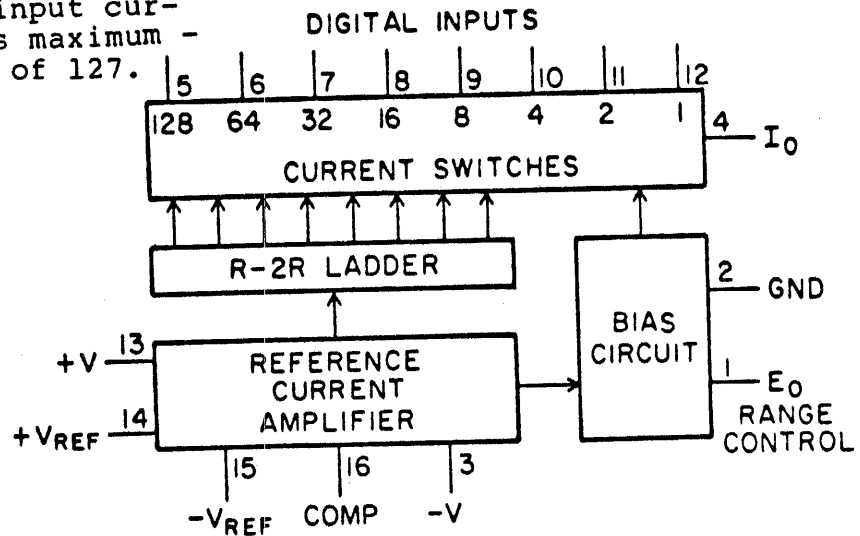 input cur-
s maximum -
of 127.
DIGITAL INPUTS
5 6 7 8 9 10 11 12
128 64 32 16 8 4 2 1
4 I₀
CURRENT SWITCHES
R-2R LADDER
2 GND
BIAS
CIRCUIT
1 E₀
RANGE
CONTROL
+V 13
REFERENCE
CURRENT
AMPLIFIER
+VREF 14
15 16 3
-VREF COMP -V